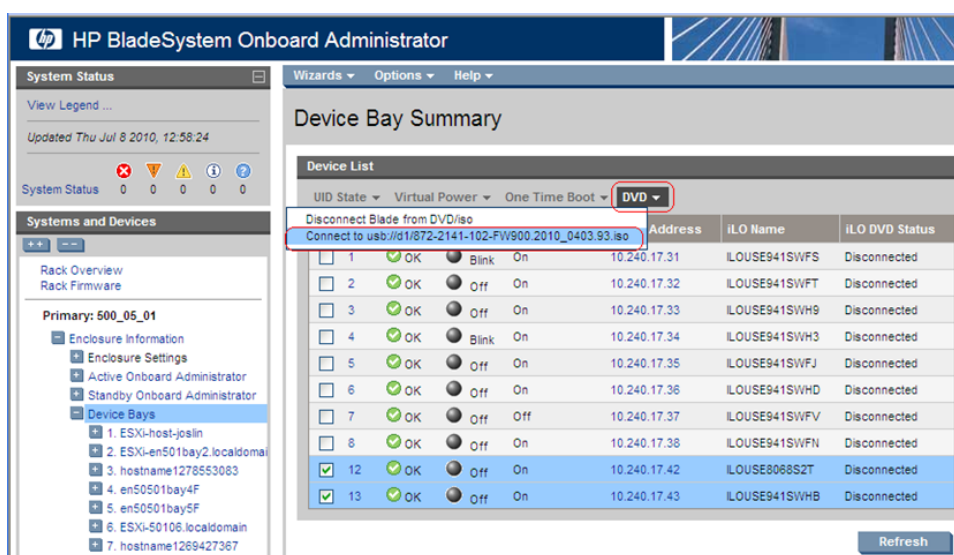 hp HP BladeSystem Onboard Administrator
System Status
View Legend ...
Updated Thu Jul 8 2010, 12:58:24
System Status 0 0 0 0 0
Systems and Devices
Rack Overview
Rack Firmware
Primary: 500_05_01
Enclosure Information
Enclosure Settings
Active Onboard Administrator
Standby Onboard Administrator
Device Bays
1. ESXi-host-joslin
2. ESXi-en501bay2.localdomai
3. hostname1278553083
4. en50501bay4F
5. en50501bay5F
6. ESXi-50106.localdomain
7. hostname1269427367
Wizards Options Help
Device Bay Summary
Device List
UID State Virtual Power One Time Boot DVD
Disconnect Blade from DVD/iso
Connect to usb://d1/872-2141-102-FW900.2010_0403.93.iso
Address iLO Name iLO DVD Status
1 OK Blink On 10.240.17.31 ILOUSE941SWFS Disconnected
2 OK Off On 10.240.17.32 ILOUSE941SWFT Disconnected
3 OK Off On 10.240.17.33 ILOUSE941SWH9 Disconnected
4 OK Blink On 10.240.17.34 ILOUSE941SWH3 Disconnected
5 OK Off On 10.240.17.35 ILOUSE941SWFJ Disconnected
6 OK Off On 10.240.17.36 ILOUSE941SWHD Disconnected
7 OK Off Off 10.240.17.37 ILOUSE941SWFV Disconnected
8 OK Off On 10.240.17.38 ILOUSE941SWFN Disconnected
12 OK Off On 10.240.17.42 ILOUSE8068S2T Disconnected
13 OK Off On 10.240.17.43 ILOUSE941SWHB Disconnected
Refresh